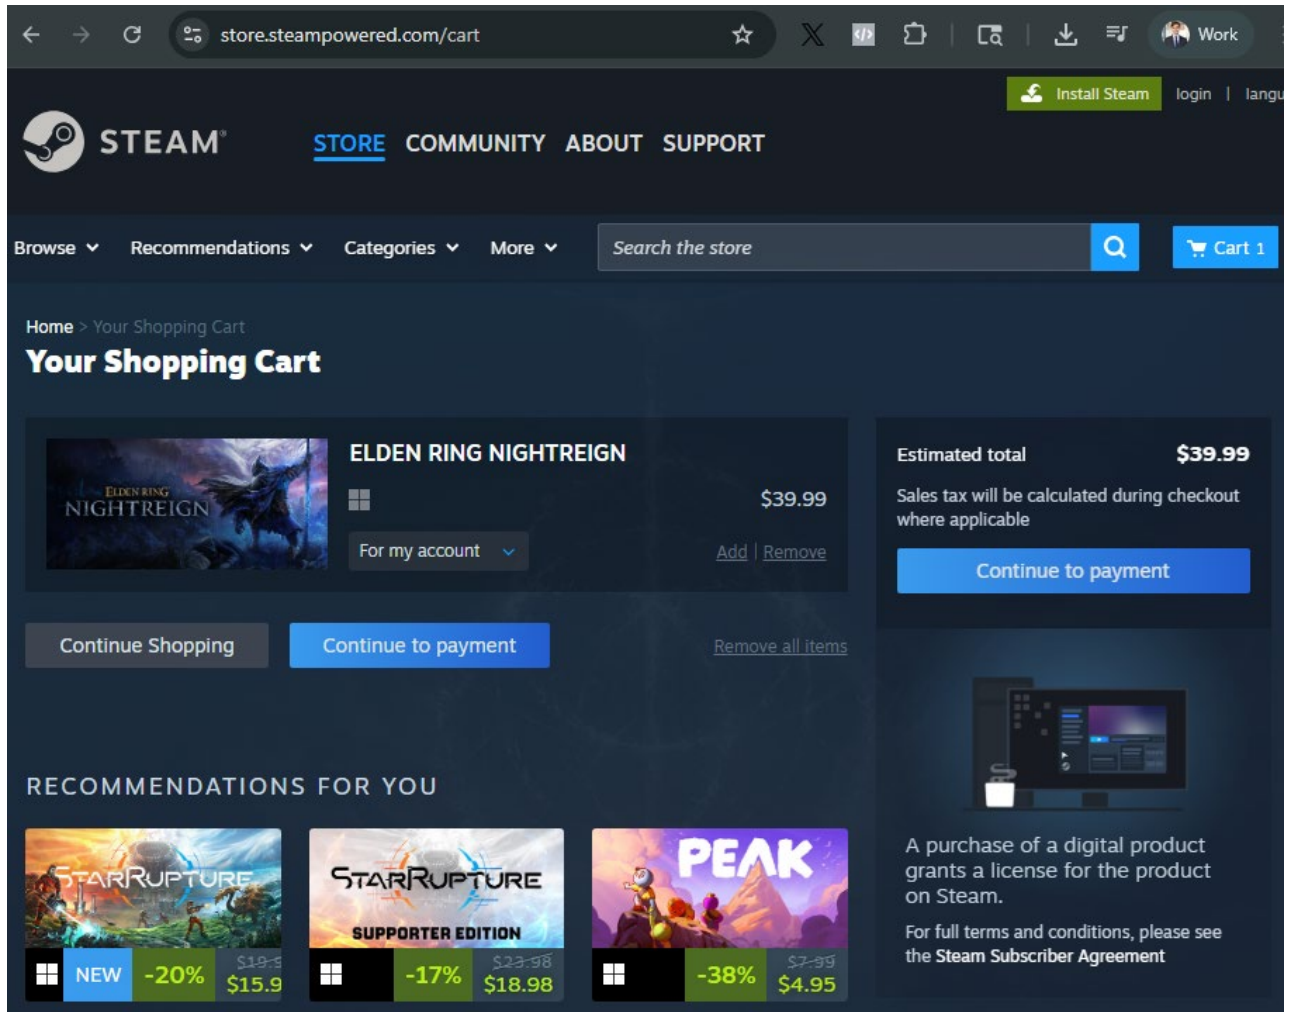 store.steampowered.com/cart
Work
Install Steam
login | langu
STEAM®
STORE COMMUNITY ABOUT SUPPORT
Browse Recommendations Categories More
Search the store
Cart 1
Home > Your Shopping Cart
Your Shopping Cart
ELDEN RING
NIGHTREIGN
ELDEN RING NIGHTREIGN
$39.99
For my account
Add | Remove
Continue Shopping
Continue to payment
Remove all items
Estimated total $39.99
Sales tax will be calculated during checkout
where applicable
Continue to payment
A purchase of a digital product
grants a license for the product
on Steam.
For full terms and conditions, please see
the Steam Subscriber Agreement
RECOMMENDATIONS FOR YOU
STARRUPTURE
NEW
-20%
$19.9
$15.9
STARRUPTURE
SUPPORTER EDITION
-17%
$23.98
$18.98
PEAK
-38%
$7.99
$4.95